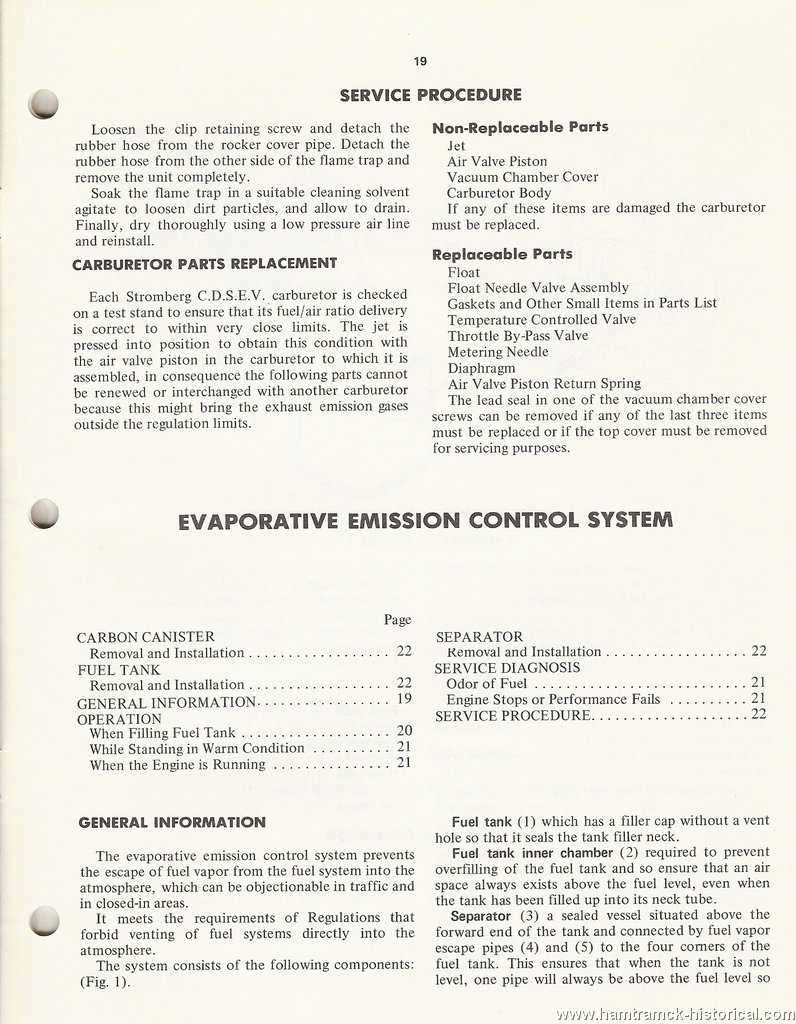 19
SERVICE PROCEDURE
Loosen the clip retaining screw and detach the
rubber hose from the rocker cover pipe. Detach the
rubber hose from the other side of the flame trap and
remove the unit completely.
Soak the flame trap in a suitable cleaning solvent
agitate to loosen dirt particles, and allow to drain.
Finally, dry thoroughly using a low pressure air line
and reinstall.
CARBURETOR PARTS REPLACEMENT
Each Stromberg C.D.S.E.V. carburetor is checked
on a test stand to ensure that its fuel/air ratio delivery
is correct to within very close limits. The jet is
pressed into position to obtain this condition with
the air valve piston in the carburetor to which it is
assembled, in consequence the following parts cannot
be renewed or interchanged with another carburetor
because this might bring the exhaust emission gases
outside the regulation limits.
Non-Replaceable Parts
Jet
Air Valve Piston
Vacuum Chamber Cover
Carburetor Body
If any of these items are damaged the carburetor
must be replaced.
Replaceable Parts
Float
Float Needle Valve Assembly
Gaskets and Other Small Items in Parts List
Temperature Controlled Valve
Throttle By-Pass Valve
Metering Needle
Diaphragm
Air Valve Piston Return Spring
The lead seal in one of the vacuum chamber cover
screws can be removed if any of the last three items
must be replaced or if the top cover must be removed
for servicing purposes.
EVAPORATIVE EMISSION CONTROL SYSTEM
Page
CARBON CANISTER
Removal and Installation . . . . . . . . . . . . . . . . . . 22
FUEL TANK
Removal and Installation . . . . . . . . . . . . . . . . . . 22
GENERAL INFORMATION. . . . . . . . . . . . . . . . . 19
OPERATION
When Filling Fuel Tank . . . . . . . . . . . . . . . . . . . 20
While Standing in Warm Condition . . . . . . . . . . 21
When the Engine is Running . . . . . . . . . . . . . . . 21
SEPARATOR
Removal and Installation . . . . . . . . . . . . . . . . . . 22
SERVICE DIAGNOSIS
Odor of Fuel . . . . . . . . . . . . . . . . . . . . . . . . . . . 21
Engine Stops or Performance Fails . . . . . . . . . . 21
SERVICE PROCEDURE. . . . . . . . . . . . . . . . . . . . 22
GENERAL INFORMATION
The evaporative emission control system prevents
the escape of fuel vapor from the fuel system into the
atmosphere, which can be objectionable in traffic and
in closed-in areas.
It meets the requirements of Regulations that
forbid venting of fuel systems directly into the
atmosphere.
The system consists of the following components:
(Fig. 1).
Fuel tank (1) which has a filler cap without a vent
hole so that it seals the tank filler neck.
Fuel tank inner chamber (2) required to prevent
overfilling of the fuel tank and so ensure that an air
space always exists above the fuel level, even when
the tank has been filled up into its neck tube.
Separator (3) a sealed vessel situated above the
forward end of the tank and connected by fuel vapor
escape pipes (4) and (5) to the four corners of the
fuel tank. This ensures that when the tank is not
level, one pipe will always be above the fuel level so
www.hamtramck-historical.com